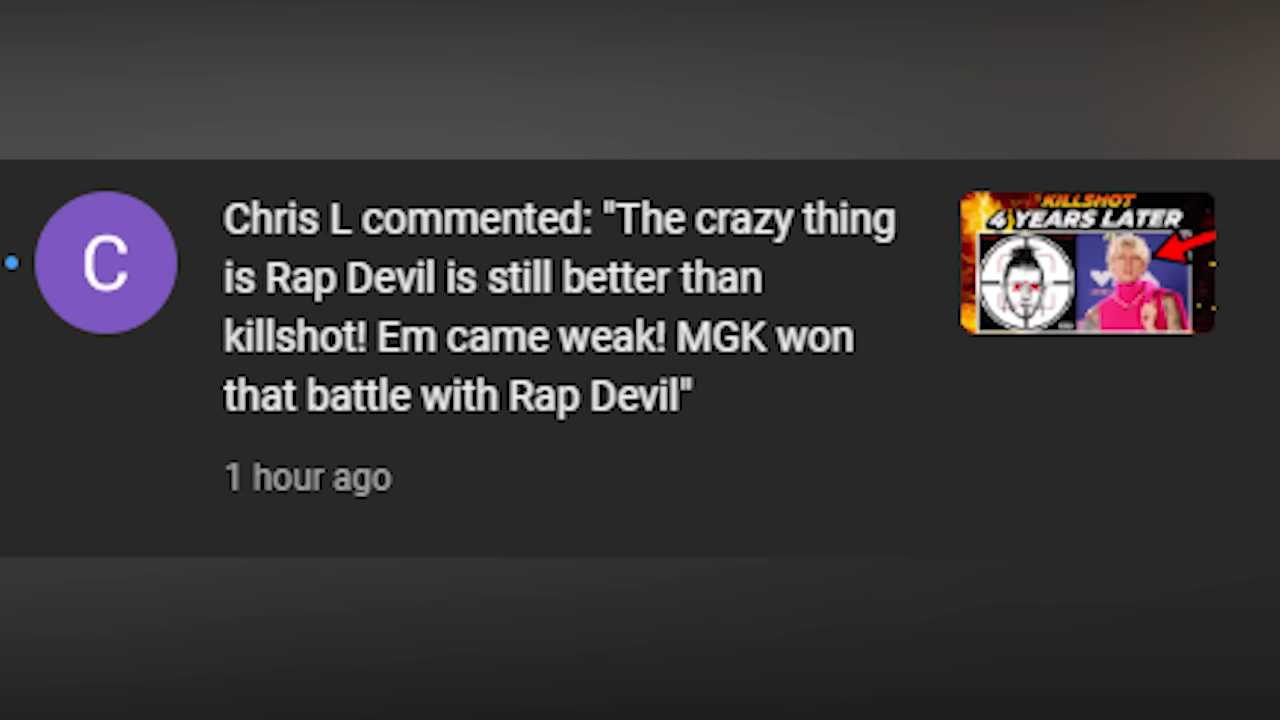 C
Chris L commented: "The crazy thing
is Rap Devil is still better than
killshot! Em came weak! MGK won
that battle with Rap Devil"
1 hour ago
KILLSHOT
4 YEARS LATER